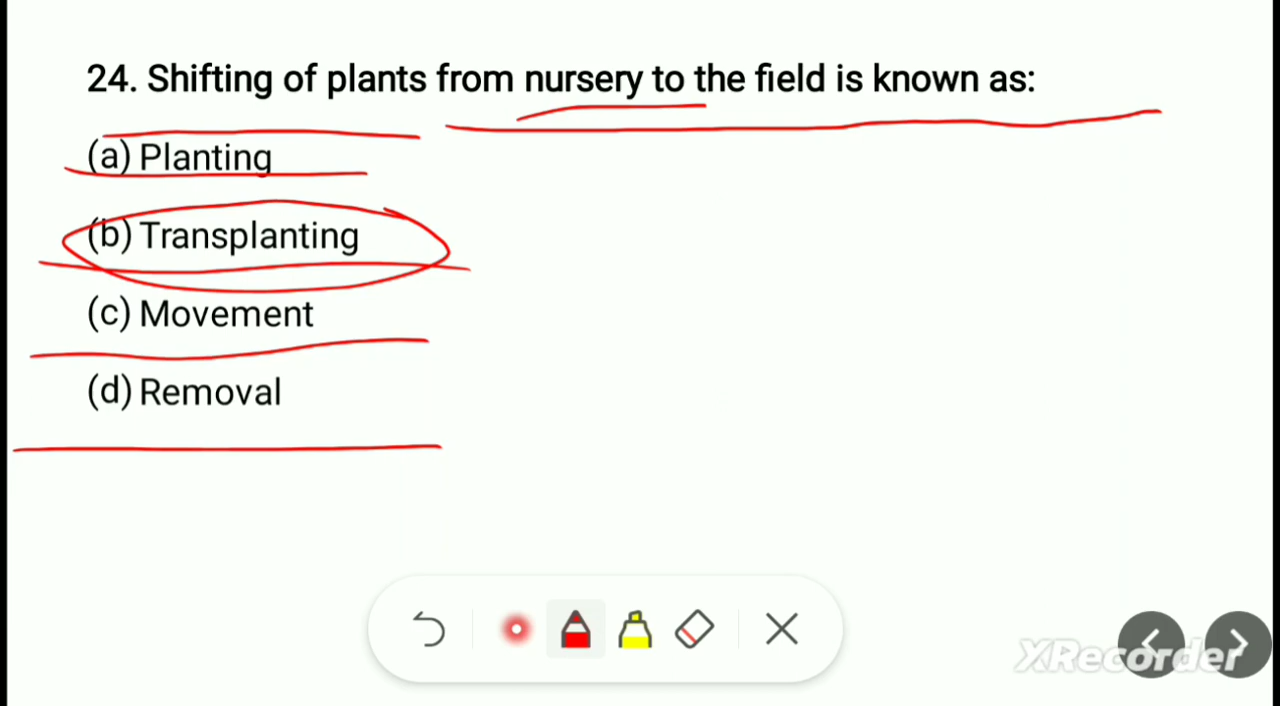 24. Shifting of plants from nursery to the field is known as:
(a) Planting
(b) Transplanting
(c) Movement
(d) Removal
XRecorder